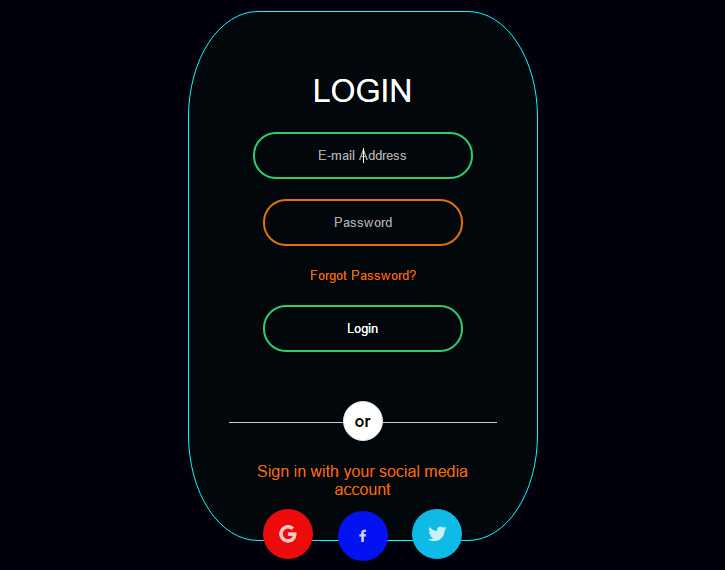 LOGIN
E-mail Address
Password
Forgot Password?
Login
or
Sign in with your social media
account
G
f